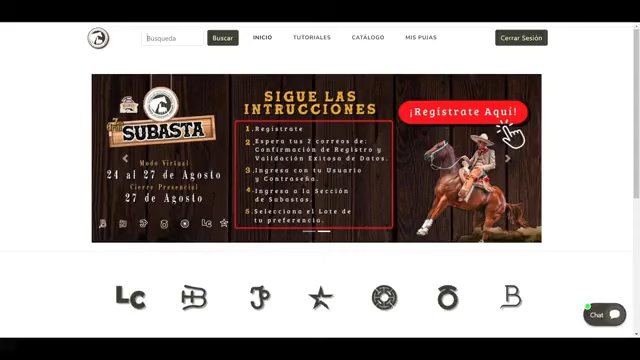 Busqueda
Buscar
INICIO
TUTORIALES
CATÁLOGO
MIS PUJAS
Cerrar Sesión
SUBASTA
Modo Virtual
24 al 27 de Agosto
Cierre Presencial
27 de Agosto
SIGUE LAS
INTRUCCIONES
1. Regístrate
2. Espera tus 2 correos de:
Confirmación de Registro y
Validación Exitosa de Datos.
3. Ingresa con tu Usuario
y Contraseña.
4. Ingresa a la Sección
de Subastas.
5. Selecciona el Lote de
tu preferencia.
¡Regístrate Aquí!
LC
B
Chat